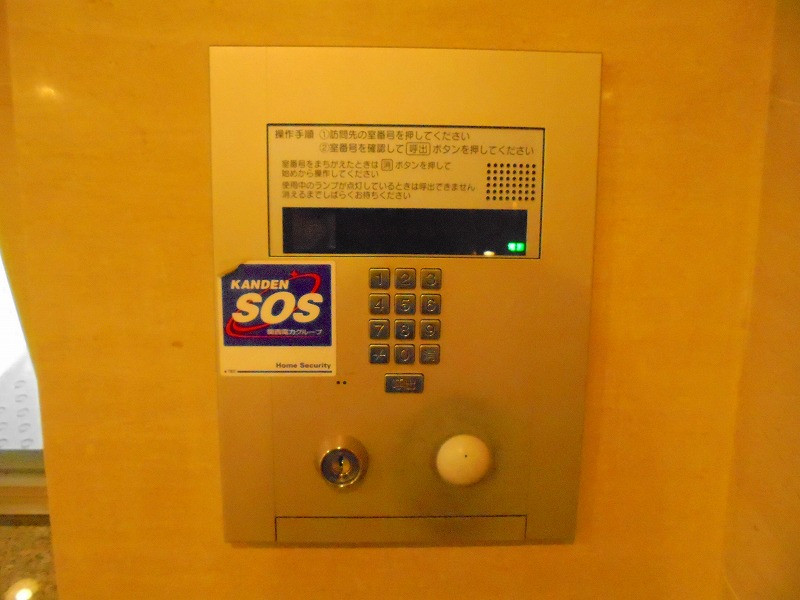 操作手順 ①訪問先の室番号を押してください
②室番号を確認して 呼出 ボタンを押してください
室番号をまちがえたときは 消 ボタンを押して
始めから操作してください
使用中のランプが点灯しているときは呼出できません
消えるまでしばらくお待ちください
KANDEN
SOS
関西電力グループ
Home Security
1 2 3
4 5 6
7 8 9
* 0 消
呼出